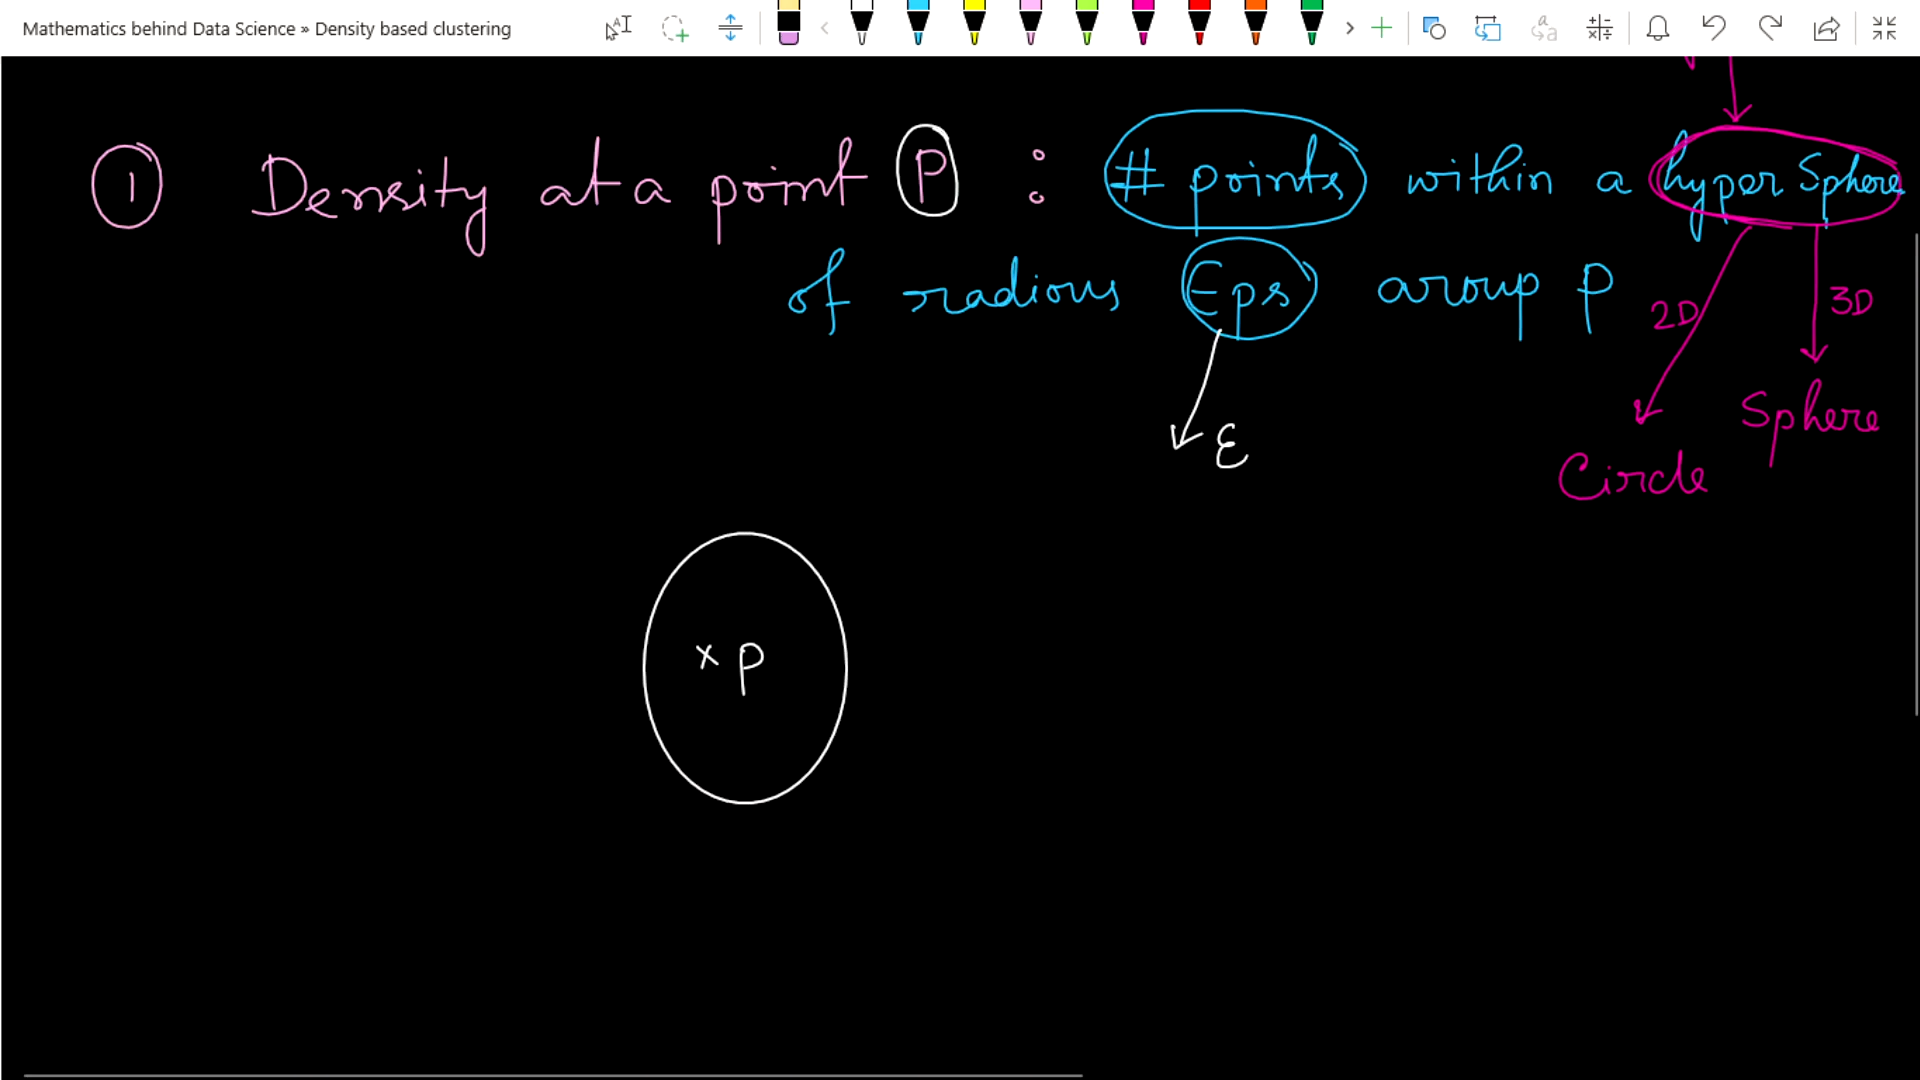 Mathematics behind Data Science » Density based clustering
① Density at a point P : # points within a hyper Sphere
of radious Eps aroup P
2D 3D
ε
Sphere
Circle
x P